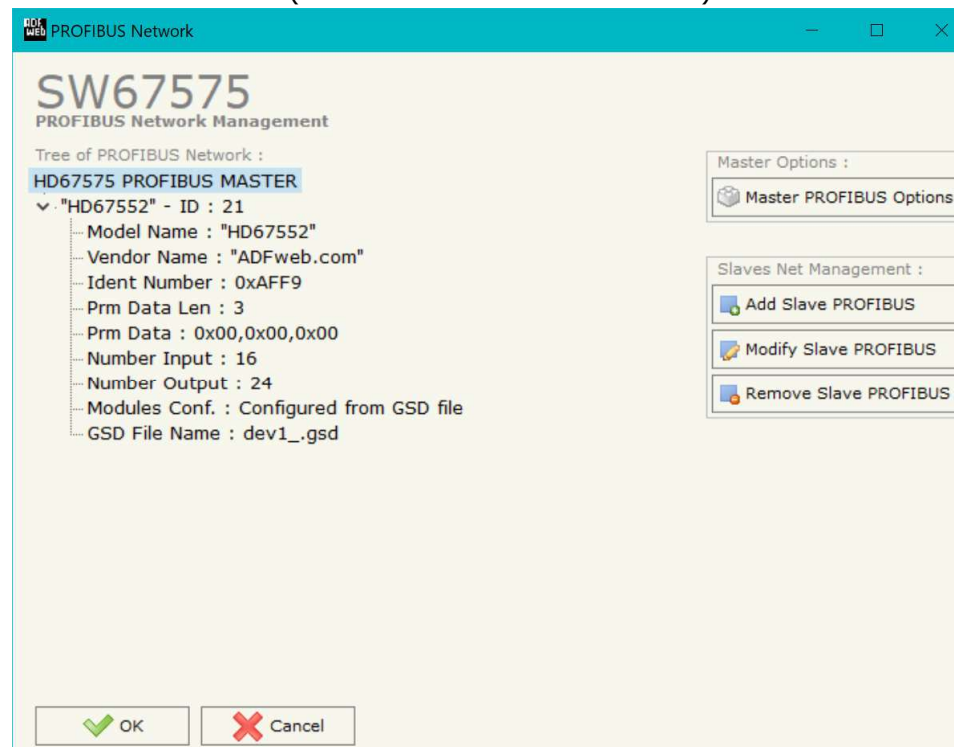 ADF
WEB
PROFIBUS Network
SW67575
PROFIBUS Network Management
Tree of PROFIBUS Network :
HD67575 PROFIBUS MASTER
"HD67552" - ID : 21
Model Name : "HD67552"
Vendor Name : "ADFweb.com"
Ident Number : 0xAFF9
Prm Data Len : 3
Prm Data : 0x00,0x00,0x00
Number Input : 16
Number Output : 24
Modules Conf. : Configured from GSD file
GSD File Name : dev1_.gsd
Master Options :
Master PROFIBUS Options
Slaves Net Management :
Add Slave PROFIBUS
Modify Slave PROFIBUS
Remove Slave PROFIBUS
OK
Cancel